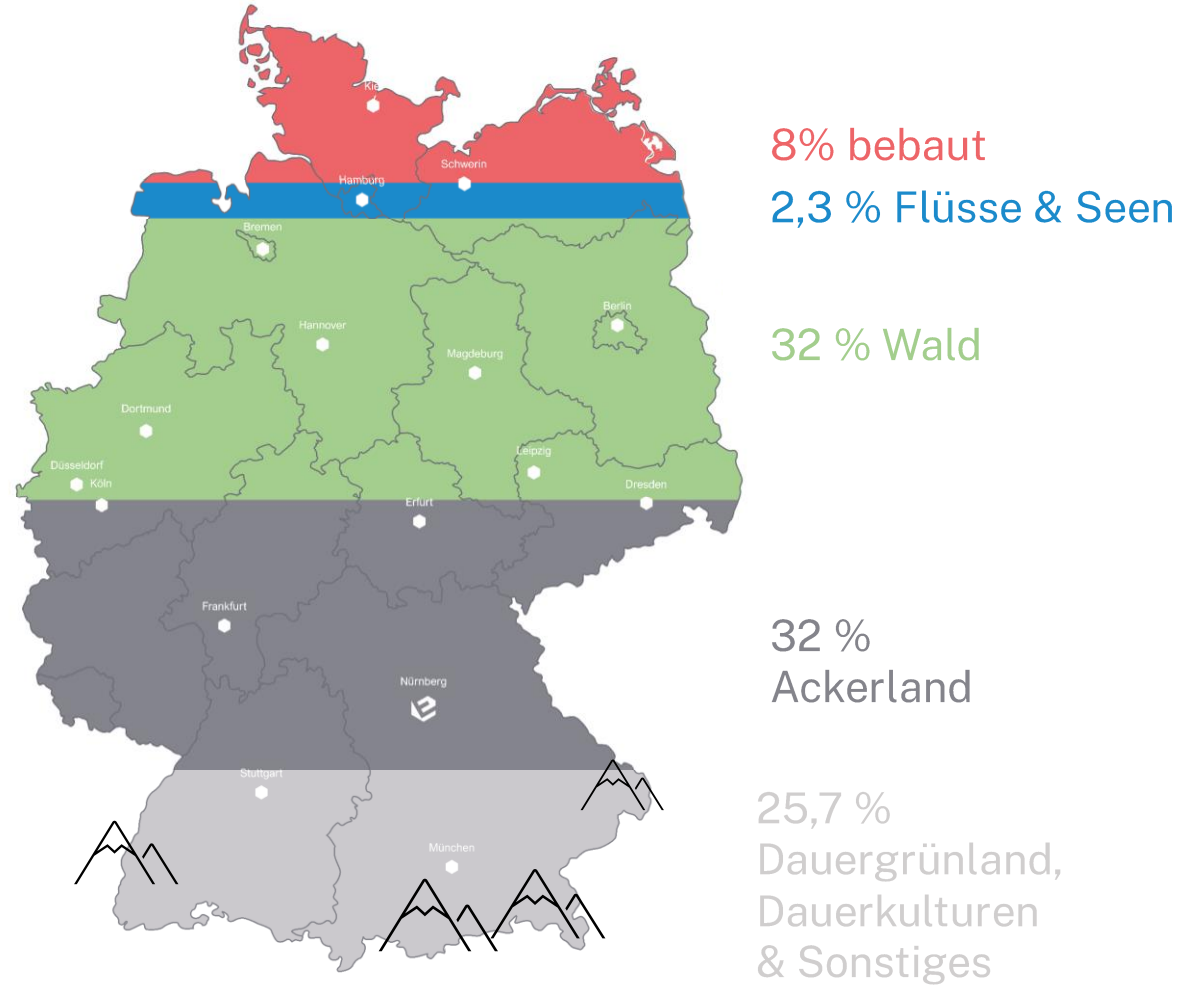 Kiel
Schwerin
Hamburg
Bremen
Berlin
Hannover
Magdeburg
Dortmund
Leipzig
Düsseldorf
Köln
Dresden
Erfurt
Frankfurt
Nürnberg
Stuttgart
München
8% bebaut
2,3 % Flüsse & Seen
32 % Wald
32 %
Ackerland
25,7 %
Dauergrünland,
Dauerkulturen
& Sonstiges